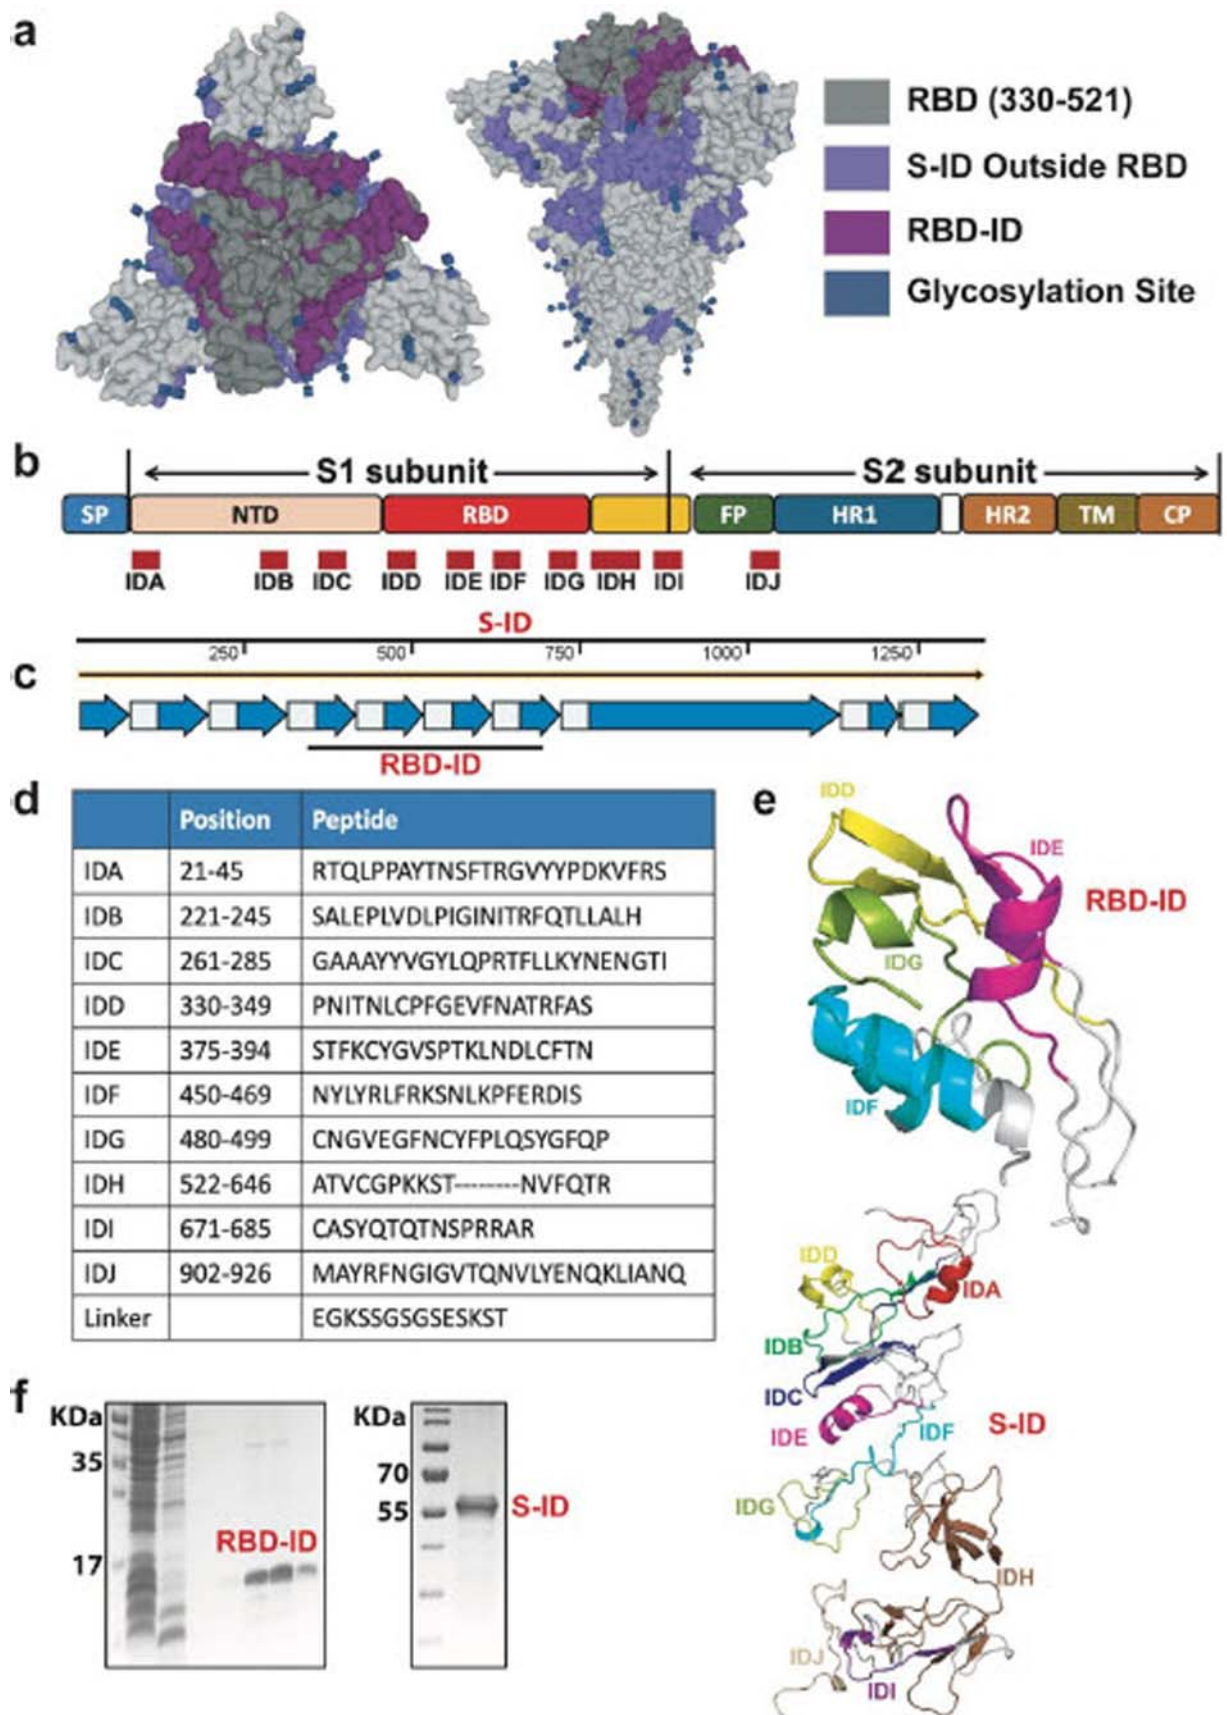 a
RBD (330-521)
S-ID Outside RBD
RBD-ID
Glycosylation Site
b
S1 subunit
S2 subunit
SP
NTD
RBD
FP
HR1
HR2
TM
CP
IDA
IDB
IDC
IDD
IDE
IDF
IDG
IDH
IDI
IDJ
S-ID
250
500
750
1000
1250
c
RBD-ID
d
Position Peptide
IDA 21-45 RTQLPPAYTNSFTRGVYYPDKVFRS
IDB 221-245 SALEPLVDLPIGINITRFQTLLALH
IDC 261-285 GAAAYYVGYLQPRTFLLKYNENGTI
IDD 330-349 PNITNLCPFGEVFNATRFAS
IDE 375-394 STFKCYGVSPTKLNDLCFTN
IDF 450-469 NYLYRLFRKSNLKPFERDIS
IDG 480-499 CNGVEGFNCYFPLQSYGFQP
IDH 522-646 ATVCGPKKST--------NVFQTR
IDI 671-685 CASYQTQTNSPRRAR
IDJ 902-926 MAYRFNGIGVTQNVLYENQKLIANQ
Linker EGKSSGSGSESKST
e
IDD
IDE
RBD-ID
IDG
IDF
IDD
IDA
IDB
IDC
IDE
IDF
S-ID
IDG
IDH
IDJ
IDI
f
KDa
35
17
RBD-ID
KDa
70
55
S-ID